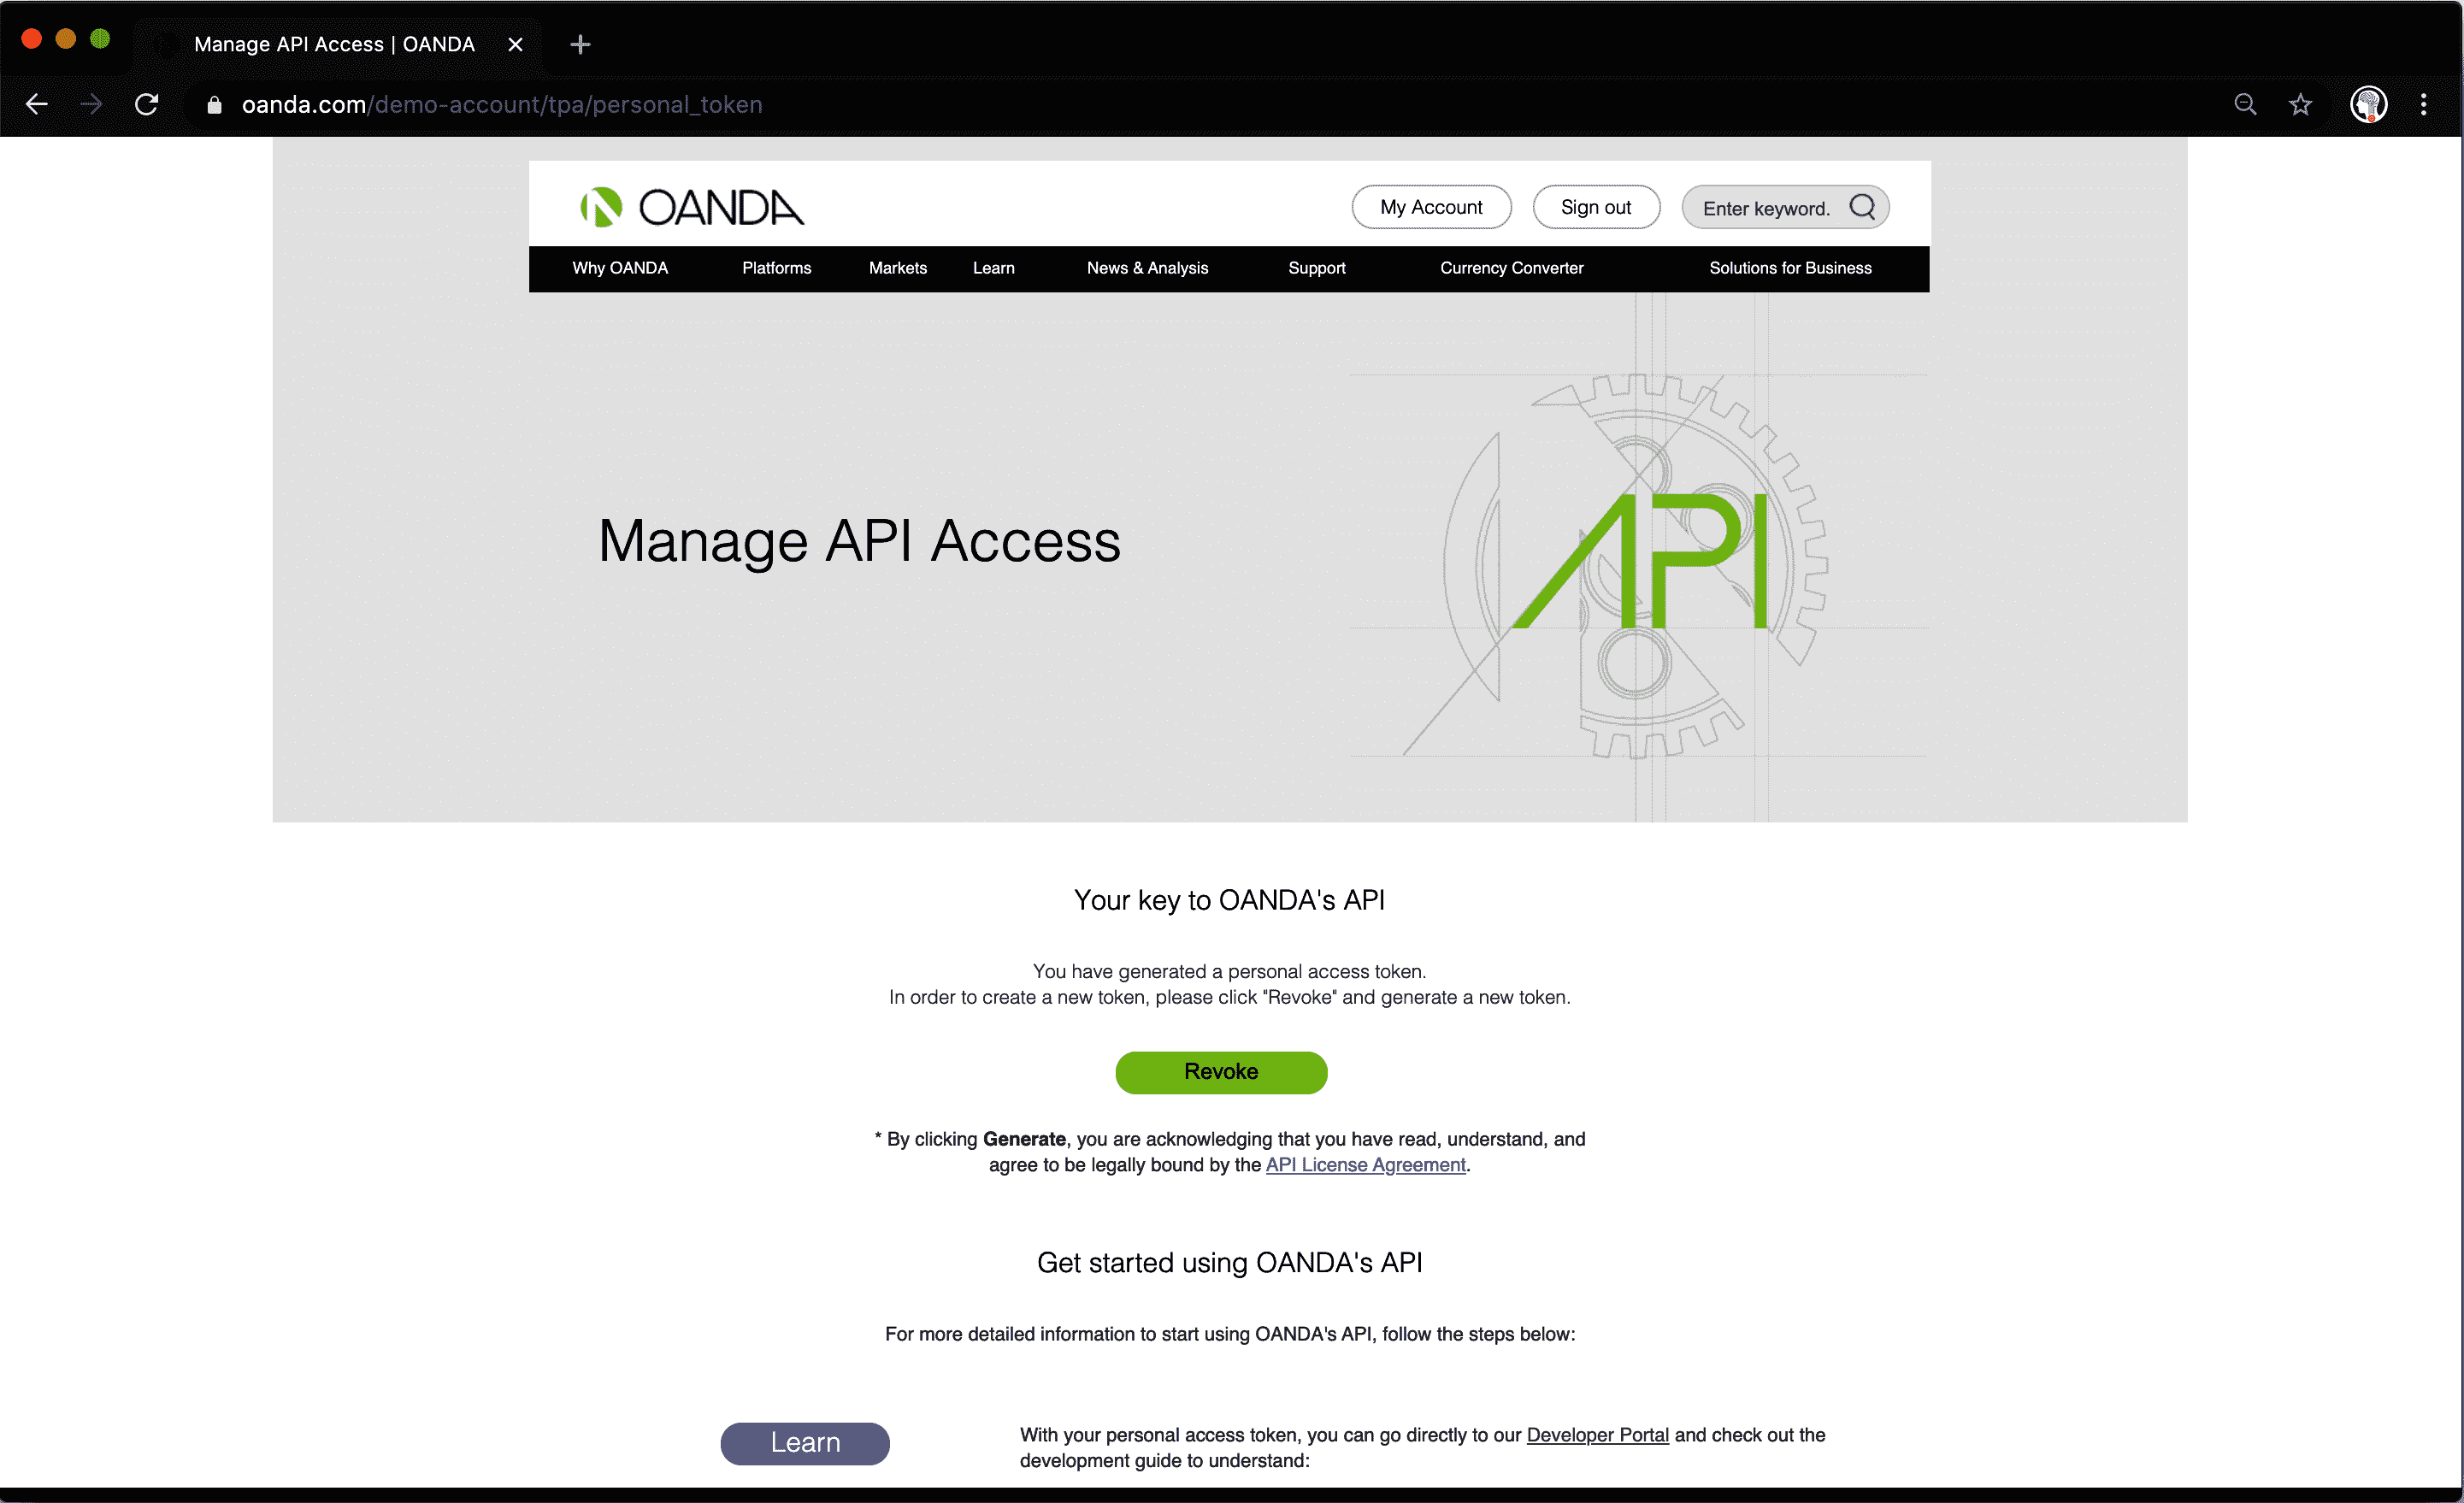 Manage API Access | OANDA
oanda.com/demo-account/tpa/personal_token
OANDA
My Account
Sign out
Enter keyword.
Why OANDA Platforms Markets Learn News & Analysis Support Currency Converter Solutions for Business
Manage API Access
API
Your key to OANDA's API
You have generated a personal access token.
In order to create a new token, please click "Revoke" and generate a new token.
Revoke
* By clicking Generate, you are acknowledging that you have read, understand, and
agree to be legally bound by the API License Agreement.
Get started using OANDA's API
For more detailed information to start using OANDA's API, follow the steps below:
Learn
With your personal access token, you can go directly to our Developer Portal and check out the
development guide to understand: